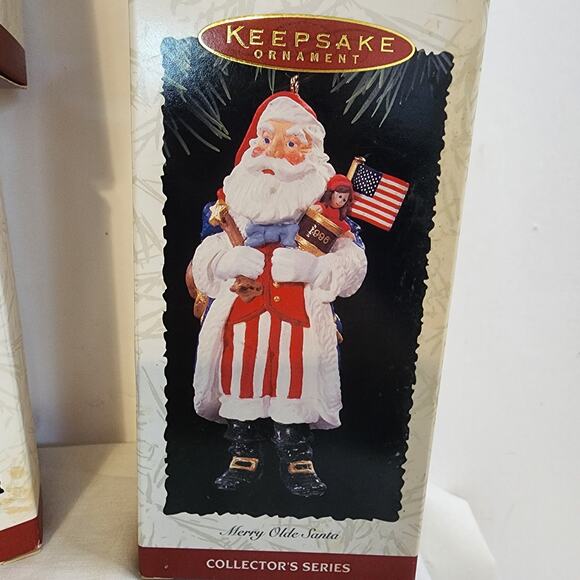 KEEPSAKE
ORNAMENT
1996
Merry Olde Santa
COLLECTOR'S SERIES